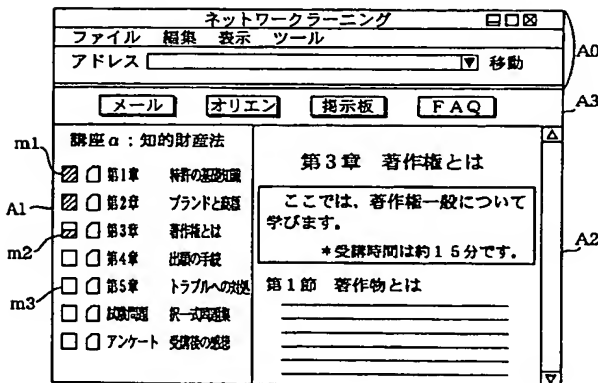 ネットワークラーニング
ファイル 編集 表示 ツール
アドレス 移動
A0
メール オリエン 掲示板 FAQ
A3
講座α:知的財産法
m1
第1章 特許の基礎知識
A1
第2章 ブランドと商標
m2
第3章 著作権とは
第4章 出願の手続
m3
第5章 トラブルへの対処
試験問題 択一式問題集
アンケート 受講後の感想
第3章 著作権とは
ここでは、著作権一般について
学びます。
*受講時間は約15分です。
A2
第1節 著作物とは